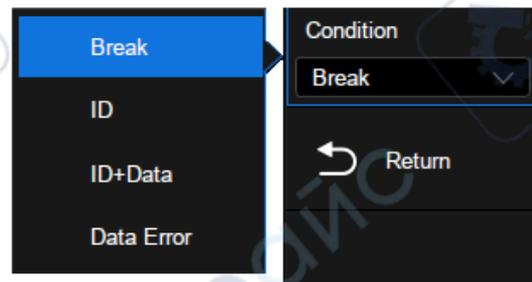 Break
ID
ID+Data
Data Error
Condition
Break
Return